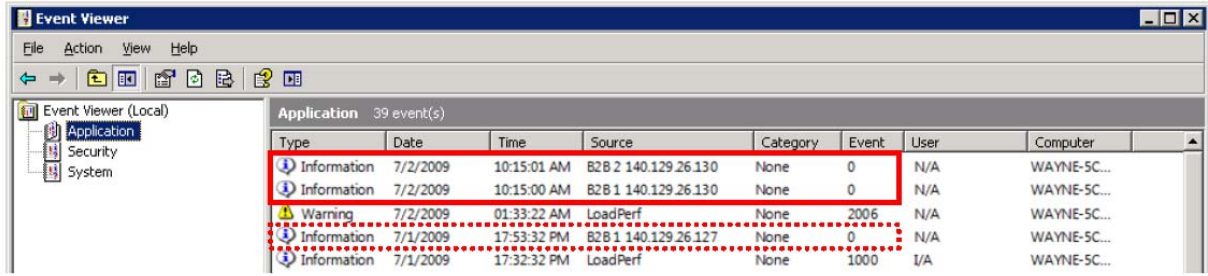 Event Viewer
File Action View Help
Event Viewer (Local)
Application
Security
System
Application 39 event(s)
Type Date Time Source Category Event User Computer
Information 7/2/2009 10:15:01 AM B2B 2 140.129.26.130 None 0 N/A WAYNE-5C...
Information 7/2/2009 10:15:00 AM B2B 1 140.129.26.130 None 0 N/A WAYNE-5C...
Warning 7/2/2009 01:33:22 AM LoadPerf None 2006 N/A WAYNE-5C...
Information 7/1/2009 17:53:32 PM B2B 1 140.129.26.127 None 0 N/A WAYNE-5C...
Information 7/1/2009 17:32:32 PM LoadPerf None 1000 I/A WAYNE-5C...